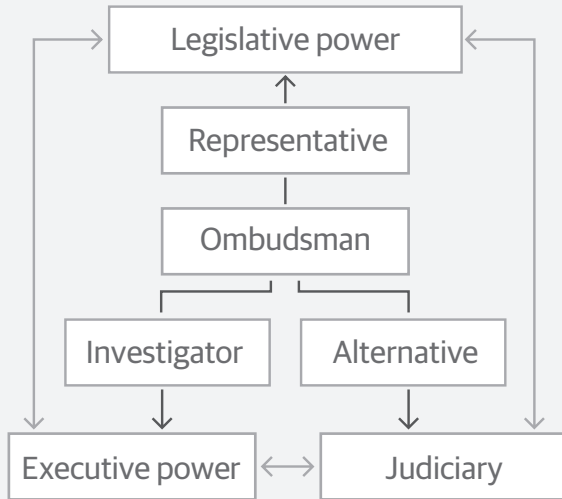 Legislative power
Representative
Ombudsman
Investigator
Alternative
Executive power
Judiciary